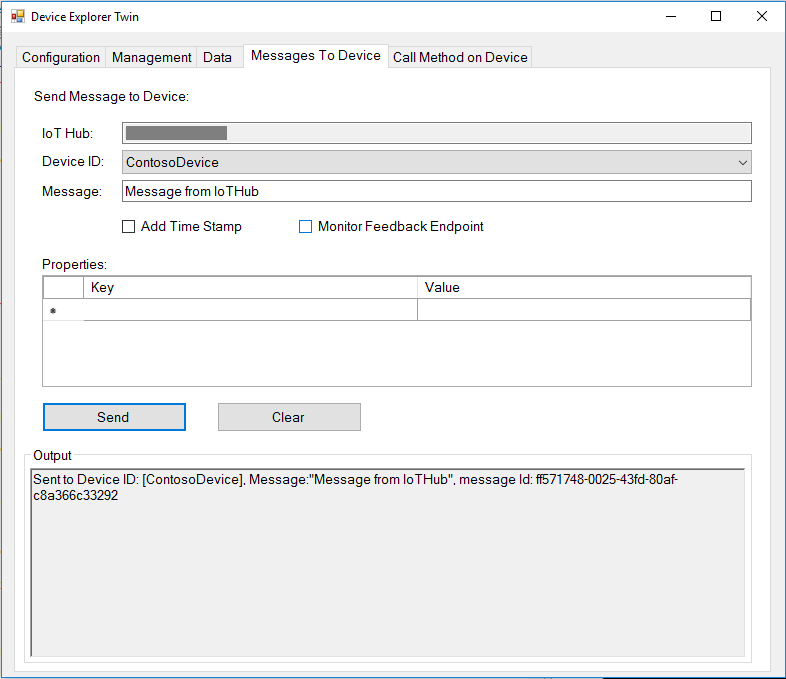 Device Explorer Twin
Configuration Management Data Messages To Device Call Method on Device
Send Message to Device:
IoT Hub:
Device ID: ContosoDevice
Message: Message from IoTHub
Add Time Stamp Monitor Feedback Endpoint
Properties:
Key Value
*
Send Clear
Output
Sent to Device ID: [ContosoDevice], Message:"Message from IoTHub", message Id: ff571748-0025-43fd-80af-
c8a366c33292